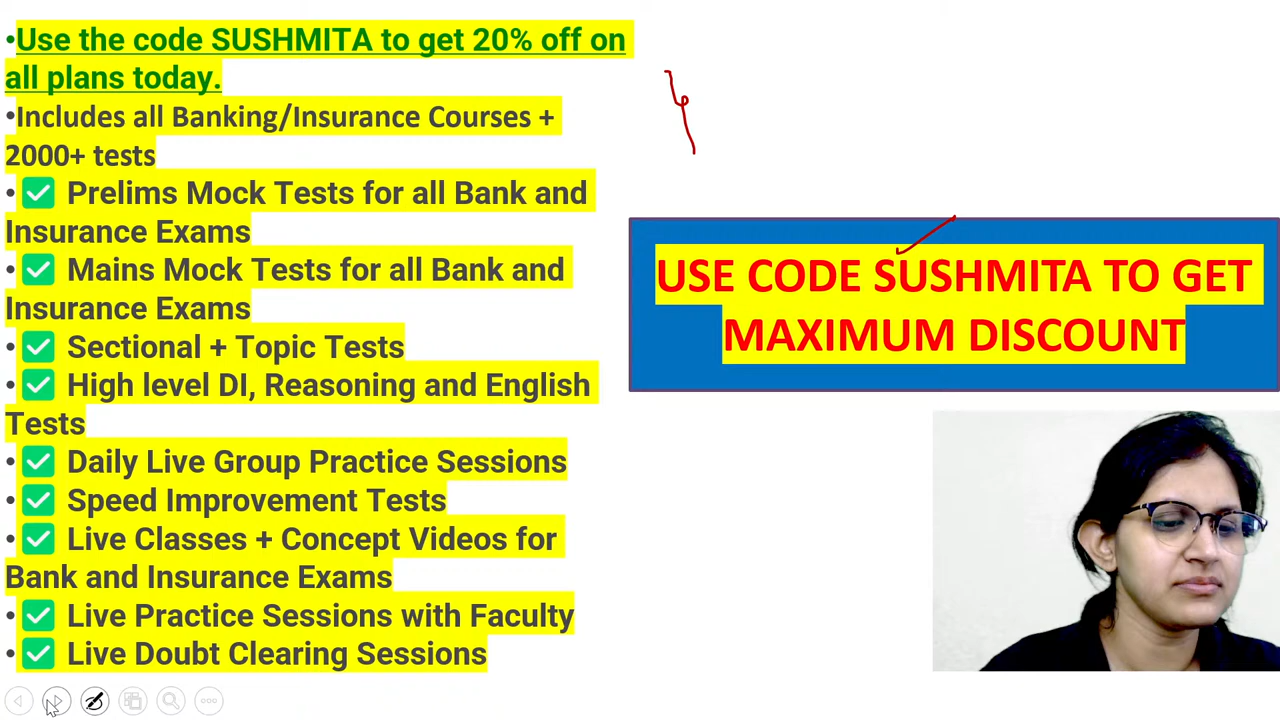 •Use the code SUSHMITA to get 20% off on
all plans today.
•Includes all Banking/Insurance Courses +
2000+ tests
• ✅ Prelims Mock Tests for all Bank and
Insurance Exams
• ✅ Mains Mock Tests for all Bank and
Insurance Exams
• ✅ Sectional + Topic Tests
• ✅ High level DI, Reasoning and English
Tests
• ✅ Daily Live Group Practice Sessions
• ✅ Speed Improvement Tests
• ✅ Live Classes + Concept Videos for
Bank and Insurance Exams
• ✅ Live Practice Sessions with Faculty
• ✅ Live Doubt Clearing Sessions
USE CODE SUSHMITA TO GET
MAXIMUM DISCOUNT